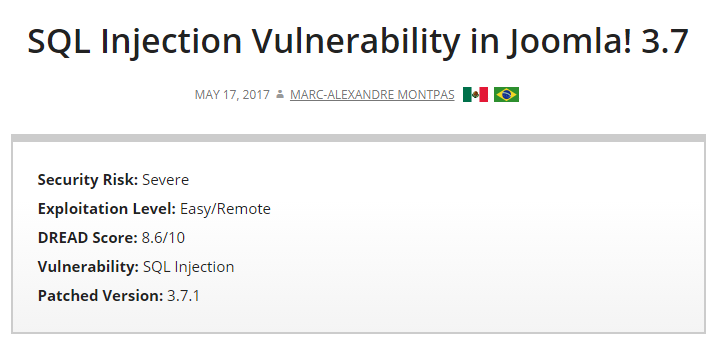 SQL Injection Vulnerability in Joomla! 3.7
MAY 17, 2017 MARC-ALEXANDRE MONTPAS
Security Risk: Severe
Exploitation Level: Easy/Remote
DREAD Score: 8.6/10
Vulnerability: SQL Injection
Patched Version: 3.7.1